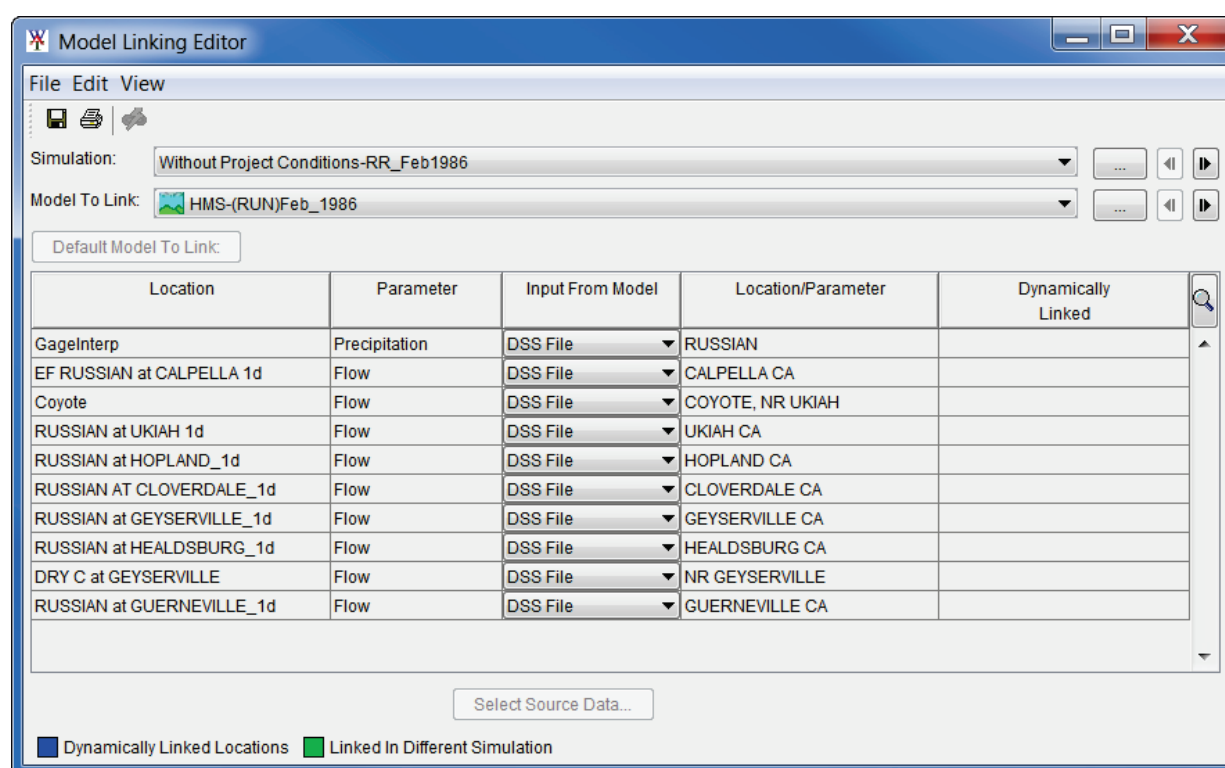 Model Linking Editor
File Edit View
Simulation: Without Project Conditions-RR_Feb1986 ...
Model To Link: HMS-(RUN)Feb_1986 ...
Default Model To Link:
Location Parameter Input From Model Location/Parameter Dynamically Linked
GageInterp Precipitation DSS File RUSSIAN
EF RUSSIAN at CALPELLA 1d Flow DSS File CALPELLA CA
Coyote Flow DSS File COYOTE, NR UKIAH
RUSSIAN at UKIAH 1d Flow DSS File UKIAH CA
RUSSIAN at HOPLAND_1d Flow DSS File HOPLAND CA
RUSSIAN AT CLOVERDALE_1d Flow DSS File CLOVERDALE CA
RUSSIAN at GEYSERVILLE_1d Flow DSS File GEYSERVILLE CA
RUSSIAN at HEALDSBURG_1d Flow DSS File HEALDSBURG CA
DRY C at GEYSERVILLE Flow DSS File NR GEYSERVILLE
RUSSIAN at GUERNEVILLE_1d Flow DSS File GUERNEVILLE CA
Select Source Data...
Dynamically Linked Locations Linked In Different Simulation